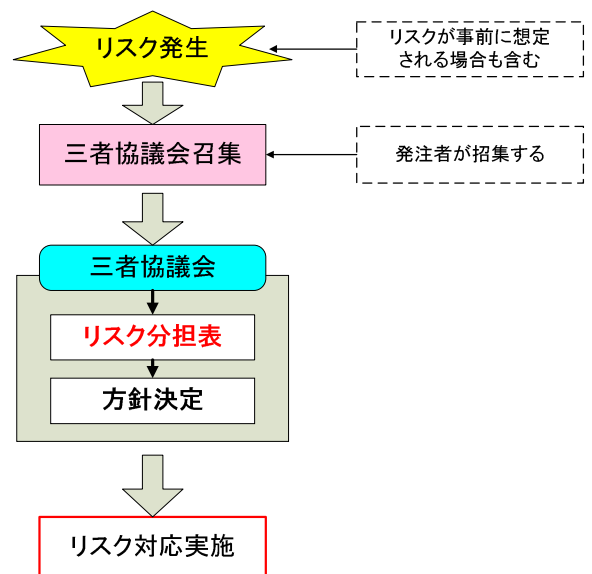 リスク発生
リスクが事前に想定
される場合も含む
三者協議会召集
発注者が招集する
三者協議会
リスク分担表
方針決定
リスク対応実施